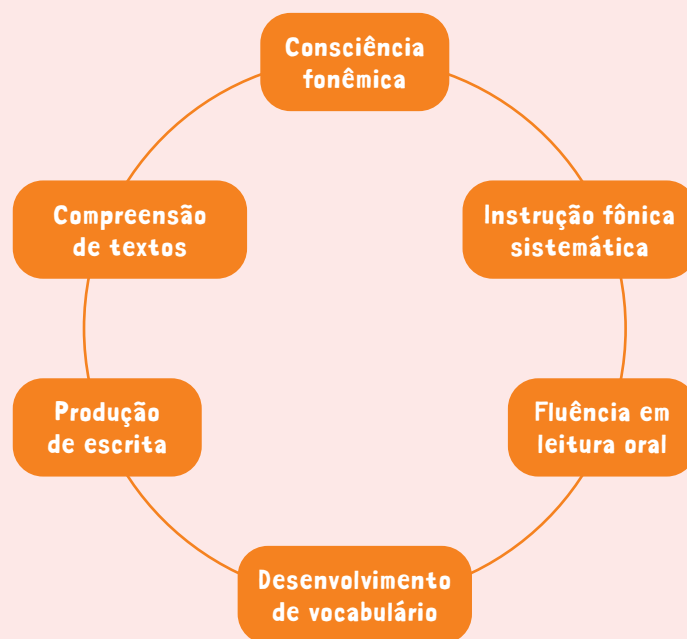 Consciência
fonêmica
Instrução fônica
sistemática
Fluência em
leitura oral
Desenvolvimento
de vocabulário
Produção
de escrita
Compreensão
de textos